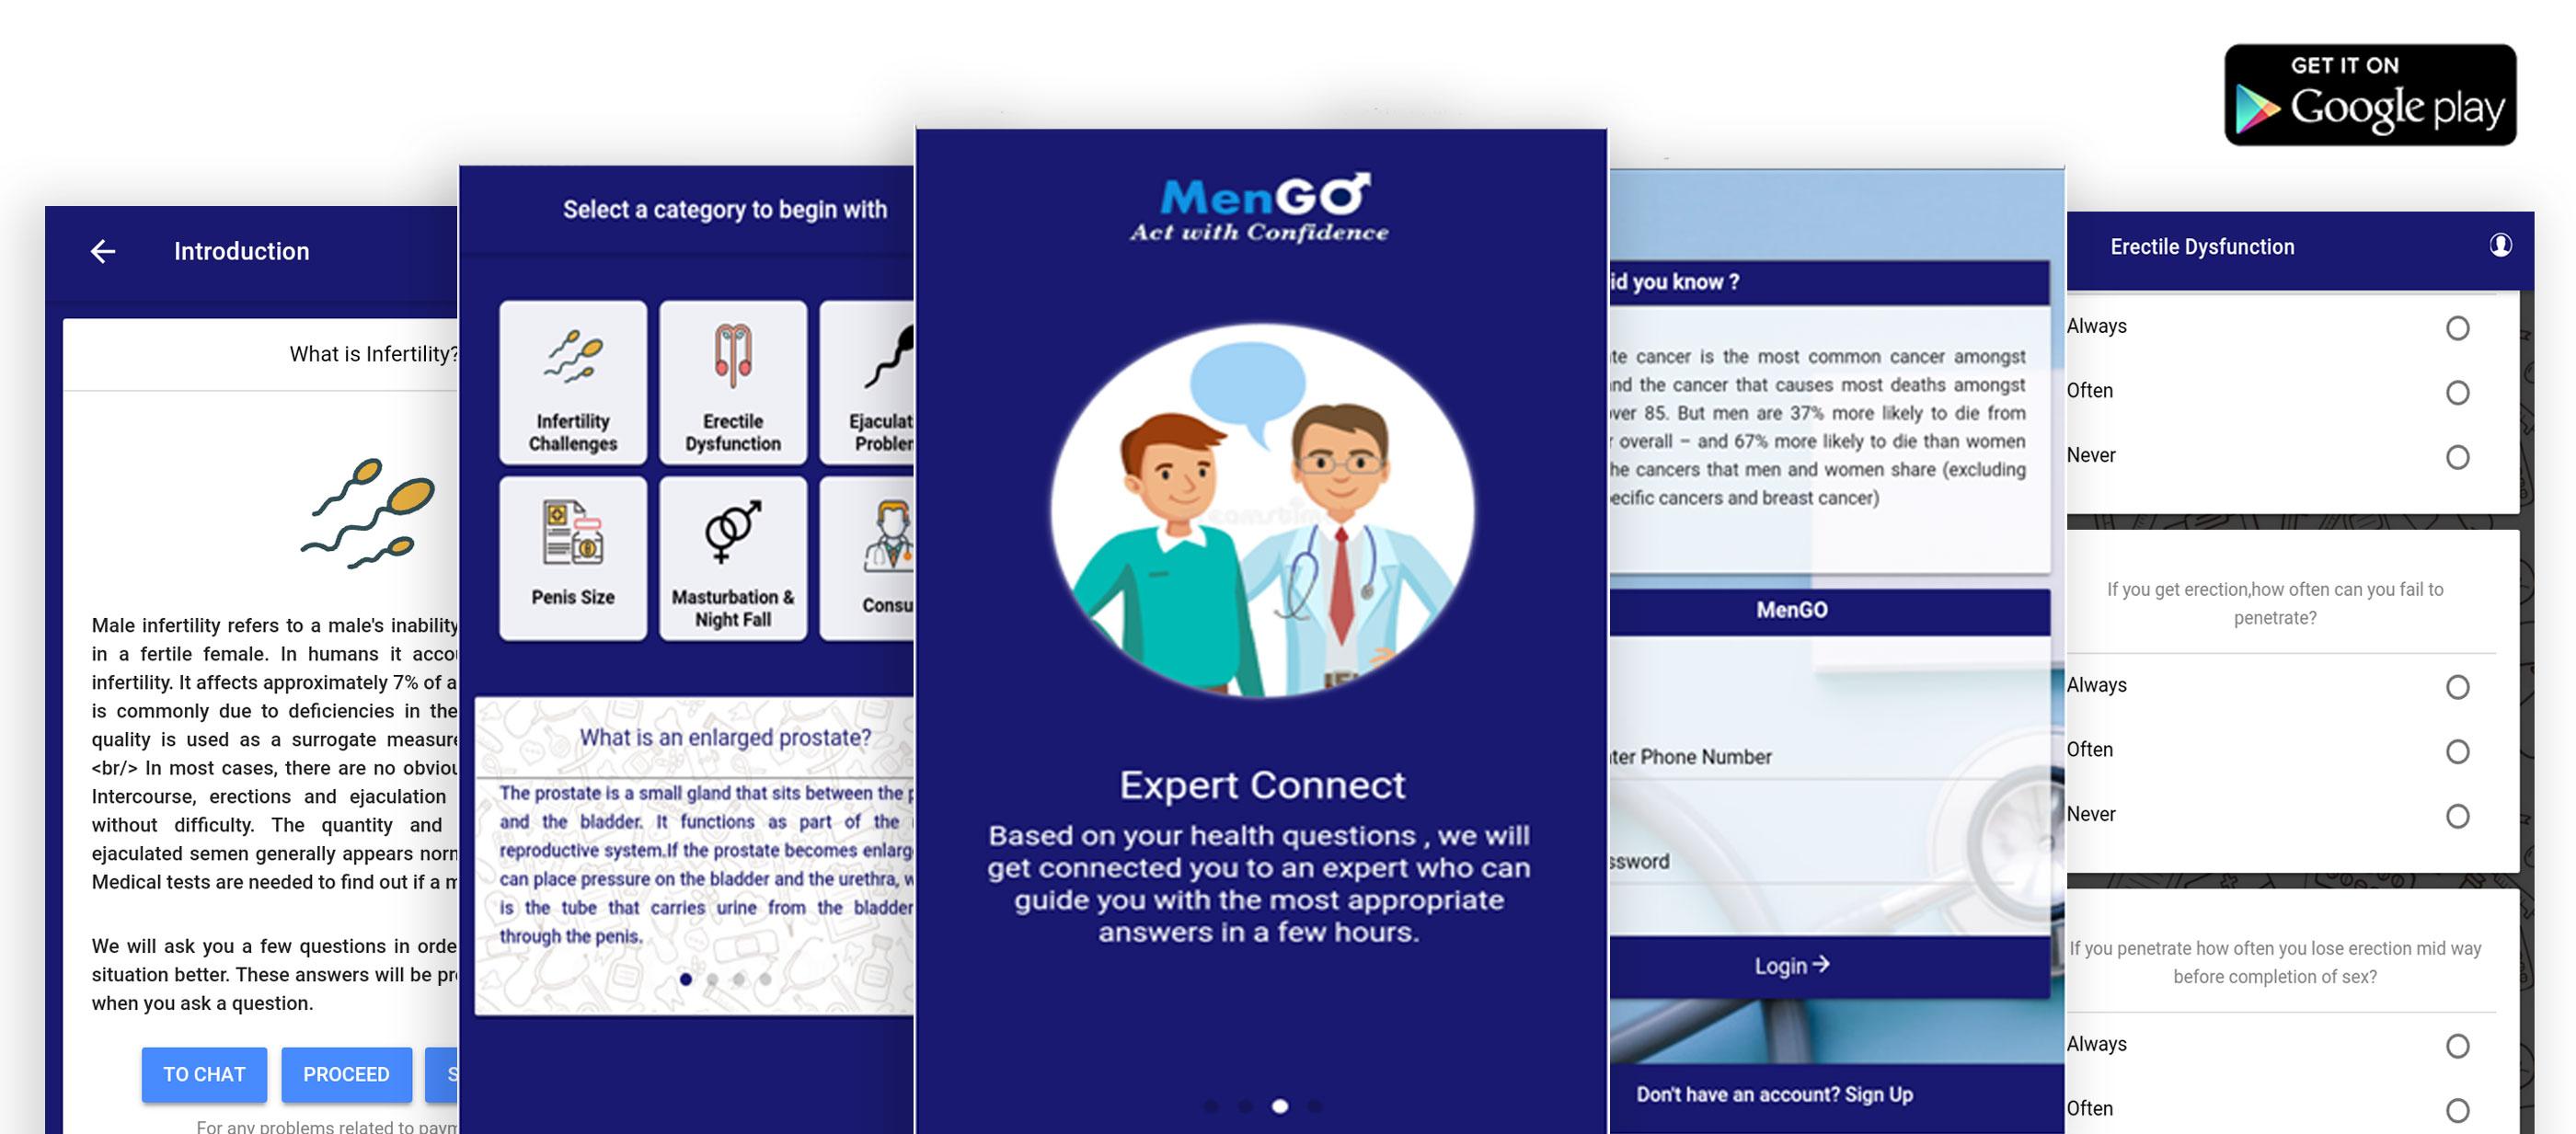 GET IT ON
Google play
Introduction
What is Infertility?
Male infertility refers to a male's inability
in a fertile female. In humans it
infertility. It affects approximately 7% of
is commonly due to deficiencies in the
quality is used as a surrogate
<br/> In most cases, there are no
Intercourse, erections and ejaculation
without difficulty. The quantity and
ejaculated semen generally appears
Medical tests are needed to find out if a
We will ask you a few questions in
situation better. These answers will be
when you ask a question.
TO CHAT
PROCEED
S
For any problems related to
Select a category to begin with
Infertility
Challenges
Erectile
Dysfunction
Ejaculat
Problem
Penis Size
Masturbation &
Night Fall
Consu
What is an enlarged prostate?
The prostate is a small gland that sits between the p
and the bladder. It functions as part of the
reproductive system.If the prostate becomes enlarg
can place pressure on the bladder and the urethra, w
is the tube that carries urine from the bladder
through the penis.
MenGO
Act with Confidence
Expert Connect
Based on your health questions , we will
get connected you to an expert who can
guide you with the most appropriate
answers in a few hours.
id you know ?
te cancer is the most common cancer amongst
nd the cancer that causes most deaths amongst
ver 85. But men are 37% more likely to die from
r overall – and 67% more likely to die than women
he cancers that men and women share (excluding
ecific cancers and breast cancer)
MenGO
ter Phone Number
ssword
Login
Don't have an account? Sign Up
Erectile Dysfunction
Always
Often
Never
If you get erection,how often can you fail to
penetrate?
Always
Often
Never
If you penetrate how often you lose erection mid way
before completion of sex?
Always
Often